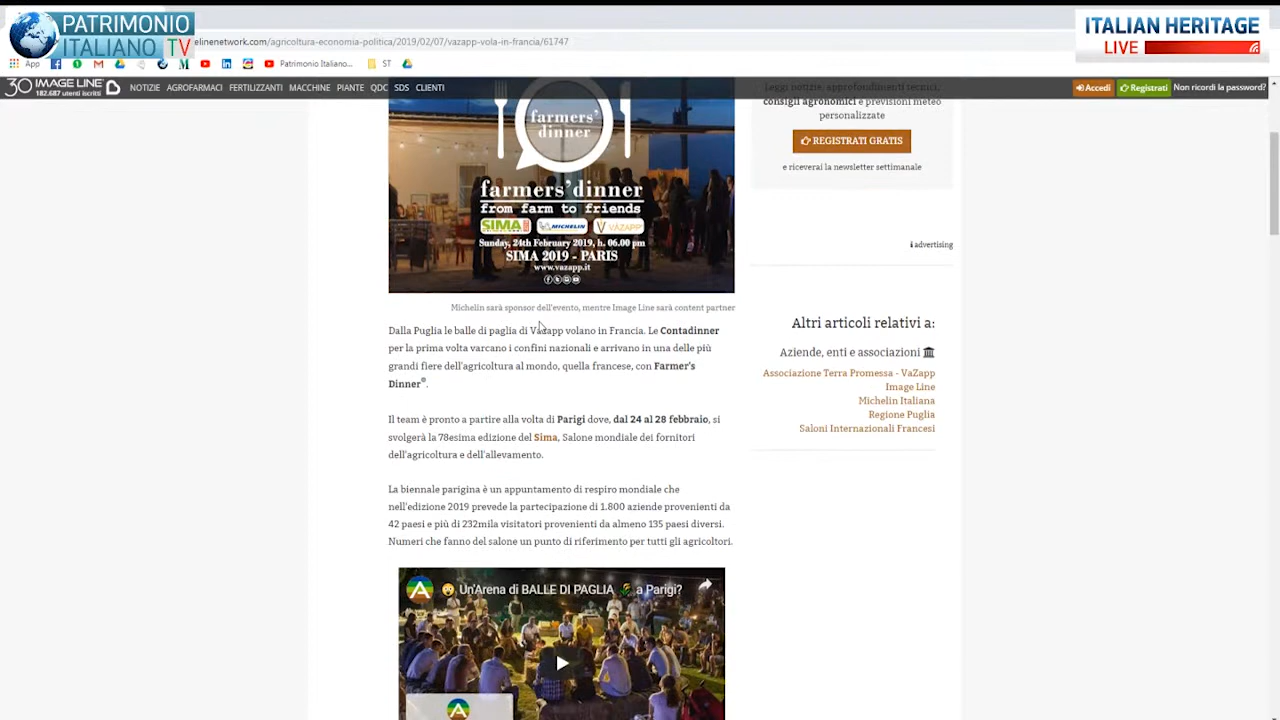 PATRIMONIO
ITALIANO TV
ITALIAN HERITAGE
LIVE
elinenetwork.com/agricoltura-economia-politica/2019/02/07/vazapp-vola-in-francia/61747
App
Patrimonio Italiano...
ST
30 IMAGE LINE
182.687 utenti iscritti
NOTIZIE AGROFARMACI FERTILIZZANTI MACCHINE PIANTE QDC SDS CLIENTI
Accedi
Registrati
Non ricordi la password?
farmers'
dinner
farmers'dinner
from farm to friends
SIMA MICHELIN VAZAPP
Sunday, 24th February 2019, h. 06.00 pm
SIMA 2019 - PARIS
www.vazapp.it
Michelin sarà sponsor dell'evento, mentre Image Line sarà content partner
Dalla Puglia le balle di paglia di Vazapp volano in Francia. Le Contadinner
per la prima volta varcano i confini nazionali e arrivano in una delle più
grandi fiere dell'agricoltura al mondo, quella francese, con Farmer's
Dinner®.
Il team è pronto a partire alla volta di Parigi dove, dal 24 al 28 febbraio, si
svolgerà la 78esima edizione del Sima, Salone mondiale dei fornitori
dell'agricoltura e dell'allevamento.
La biennale parigina è un appuntamento di respiro mondiale che
nell'edizione 2019 prevede la partecipazione di 1.800 aziende provenienti da
42 paesi e più di 232mila visitatori provenienti da almeno 135 paesi diversi.
Numeri che fanno del salone un punto di riferimento per tutti gli agricoltori.
Un'Arena di BALLE DI PAGLIA a Parigi?
Leggi notizie, approfondimenti tecnici,
consigli agronomici e previsioni meteo
personalizzate
REGISTRATI GRATIS
e riceverai la newsletter settimanale
advertising
Altri articoli relativi a:
Aziende, enti e associazioni
Associazione Terra Promessa - VaZapp
Image Line
Michelin Italiana
Regione Puglia
Saloni Internazionali Francesi